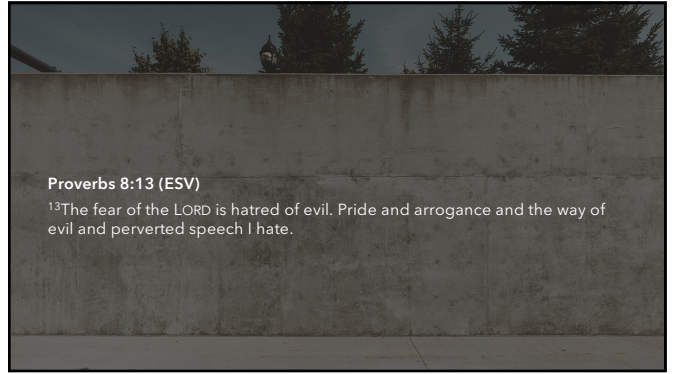 Proverbs 8:13 (ESV)
13The fear of the LORD is hatred of evil. Pride and arrogance and the way of
evil and perverted speech I hate.